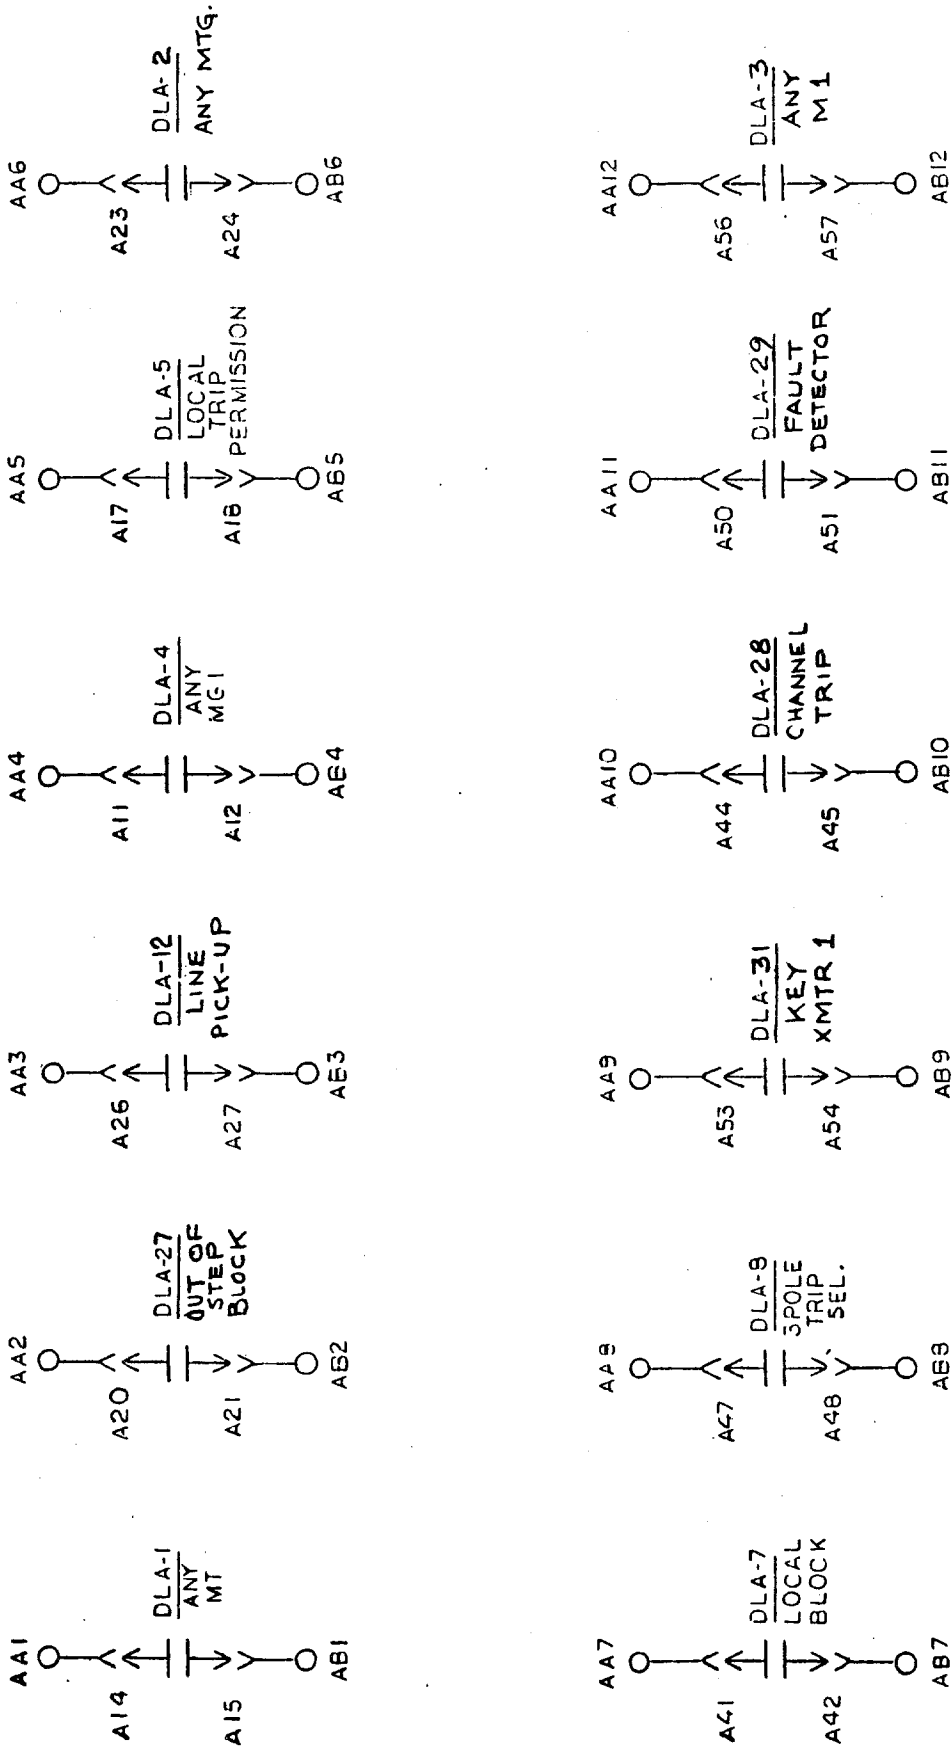 AA1
A14
DLA-1
ANY
MT
A15
AB1
AA2
A20
DLA-27
OUT OF
STEP
BLOCK
A21
AB2
AA3
A26
DLA-12
LINE
PICK-UP
A27
AB3
AA4
A11
DLA-4
ANY
MG1
A12
AB4
AA5
A17
DLA-5
LOCAL
TRIP
PERMISSION
A18
AB5
AA6
A23
DLA-2
ANY MTG.
A24
AB6
AA7
A41
DLA-7
LOCAL
BLOCK
A42
AB7
AA8
A47
DLA-8
3POLE
TRIP
SEL.
A48
AB8
AA9
A53
DLA-31
KEY
XMTR 1
A54
AB9
AA10
A44
DLA-28
CHANNEL
TRIP
A45
AB10
AA11
A50
DLA-29
FAULT
DETECTOR
A51
AB11
AA12
A56
DLA-3
ANY
M1
A57
AB12